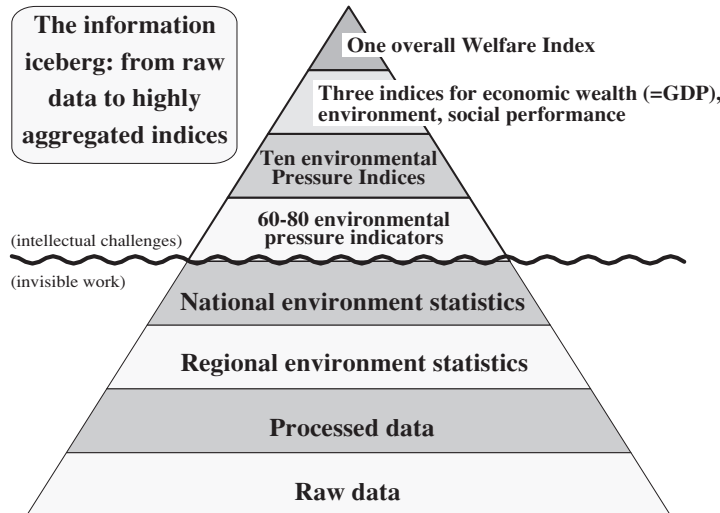 The information
iceberg: from raw
data to highly
aggregated indices
One overall Welfare Index
Three indices for economic wealth (=GDP),
environment, social performance
Ten environmental
Pressure Indices
60-80 environmental
pressure indicators
(intellectual challenges)
(invisible work)
National environment statistics
Regional environment statistics
Processed data
Raw data